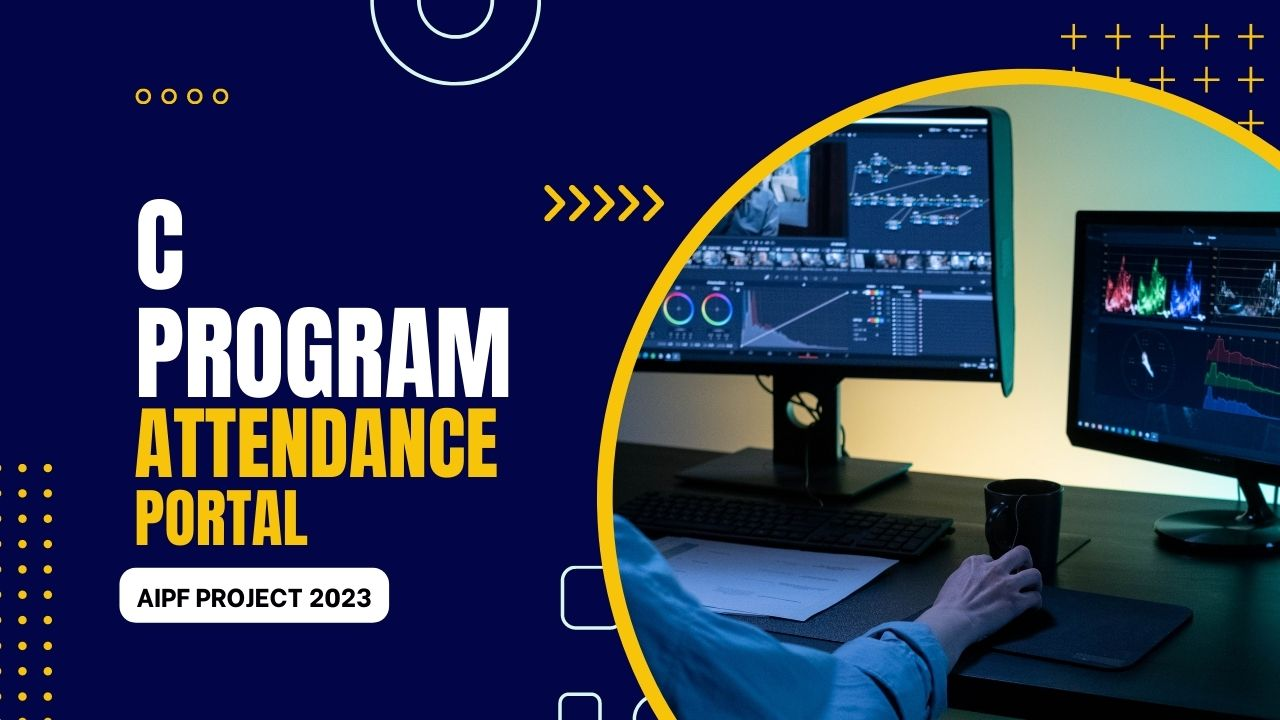 C
PROGRAM
ATTENDANCE
PORTAL
AIPF PROJECT 2023